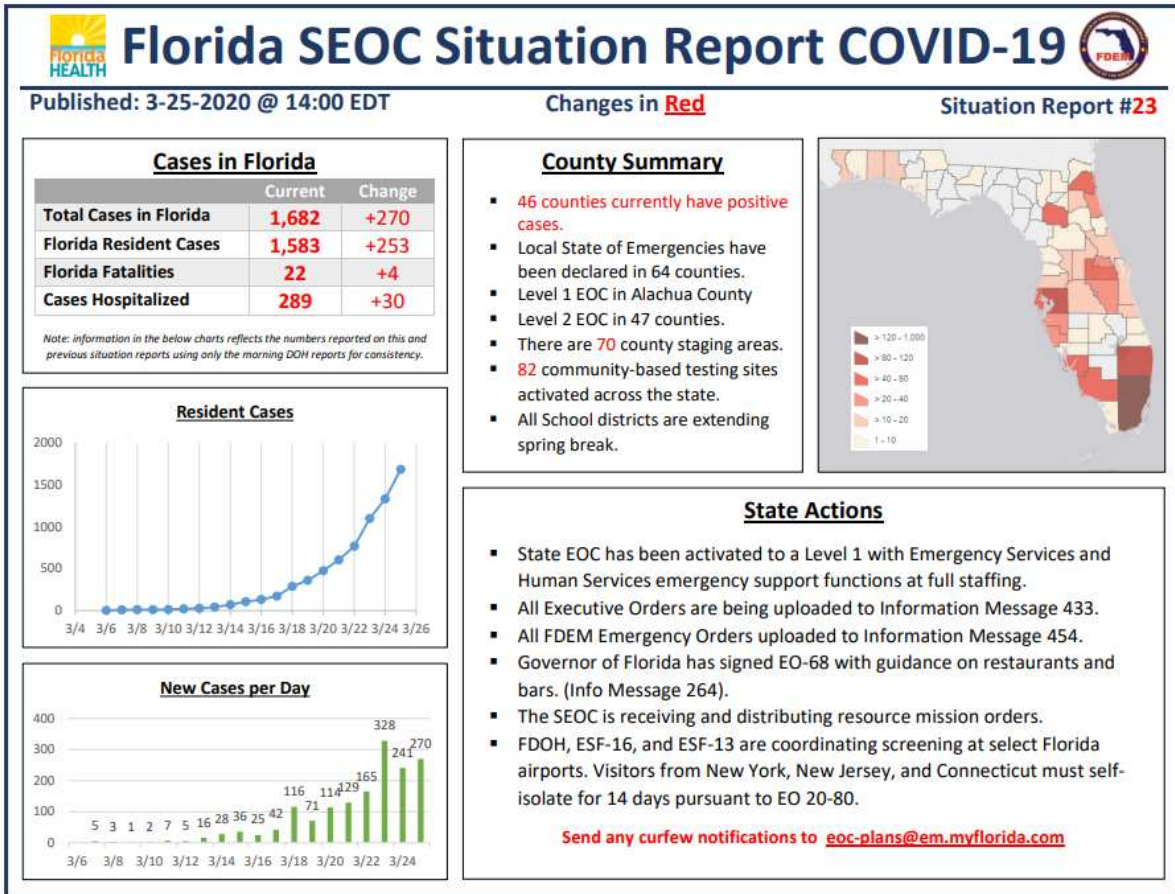 Florida
HEALTH
Florida SEOC Situation Report COVID-19
FDEM
Published: 3-25-2020 @ 14:00 EDT
Changes in Red
Situation Report #23
Cases in Florida
Current Change
Total Cases in Florida 1,682 +270
Florida Resident Cases 1,583 +253
Florida Fatalities 22 +4
Cases Hospitalized 289 +30
Note: information in the below charts reflects the numbers reported on this and
previous situation reports using only the morning DOH reports for consistency.
Resident Cases
2000
1500
1000
500
0
3/4 3/6 3/8 3/10 3/12 3/14 3/16 3/18 3/20 3/22 3/24 3/26
New Cases per Day
400
300
200
100
0
5 3 1 2 7 5 16 28 36 25 42 116 71 114 129 165 328 241 270
3/6 3/8 3/10 3/12 3/14 3/16 3/18 3/20 3/22 3/24
County Summary
▪ 46 counties currently have positive
cases.
▪ Local State of Emergencies have
been declared in 64 counties.
▪ Level 1 EOC in Alachua County
▪ Level 2 EOC in 47 counties.
▪ There are 70 county staging areas.
▪ 82 community-based testing sites
activated across the state.
▪ All School districts are extending
spring break.
> 120 - 1,000
> 80 - 120
> 40 - 80
> 20 - 40
> 10 - 20
1 - 10
State Actions
▪ State EOC has been activated to a Level 1 with Emergency Services and
Human Services emergency support functions at full staffing.
▪ All Executive Orders are being uploaded to Information Message 433.
▪ All FDEM Emergency Orders uploaded to Information Message 454.
▪ Governor of Florida has signed EO-68 with guidance on restaurants and
bars. (Info Message 264).
▪ The SEOC is receiving and distributing resource mission orders.
▪ FDOH, ESF-16, and ESF-13 are coordinating screening at select Florida
airports. Visitors from New York, New Jersey, and Connecticut must self-
isolate for 14 days pursuant to EO 20-80.
Send any curfew notifications to eoc-plans@em.myflorida.com